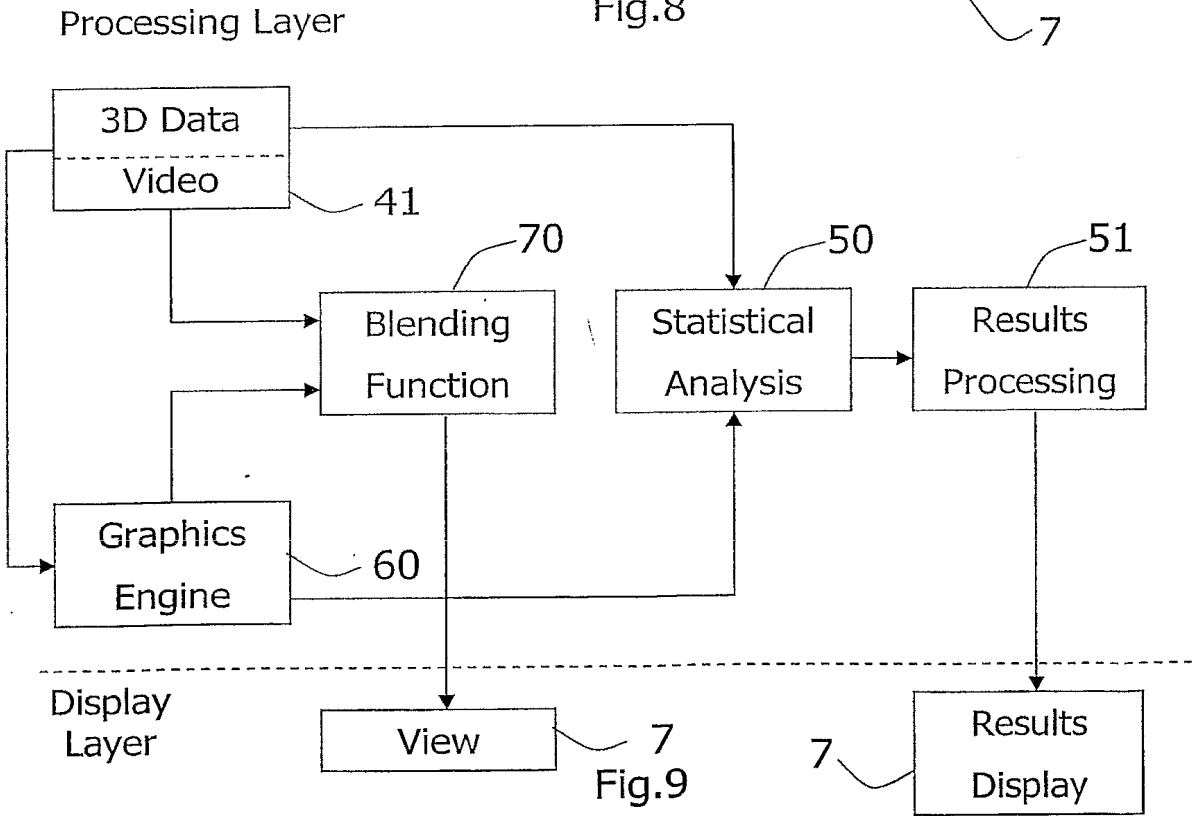 Processing Layer
Fig.8
7
3D Data
Video
41
70
50
51
Blending
Function
Statistical
Analysis
Results
Processing
Graphics
Engine
60
Display
Layer
View
7
Fig.9
7
Results
Display